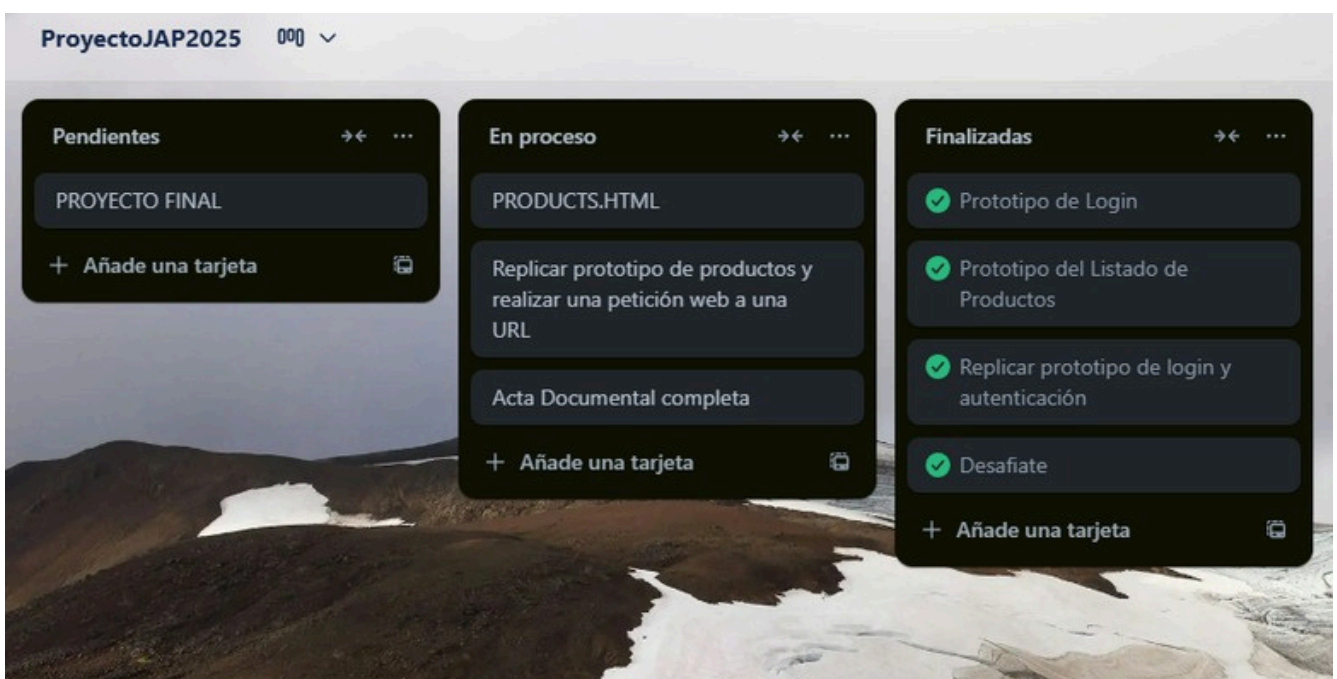 ProyectoJAP2025
Pendientes
PROYECTO FINAL
+ Añade una tarjeta
En proceso
PRODUCTS.HTML
Replicar prototipo de productos y
realizar una petición web a una
URL
Acta Documental completa
+ Añade una tarjeta
Finalizadas
Prototipo de Login
Prototipo del Listado de
Productos
Replicar prototipo de login y
autenticación
Desafiate
+ Añade una tarjeta